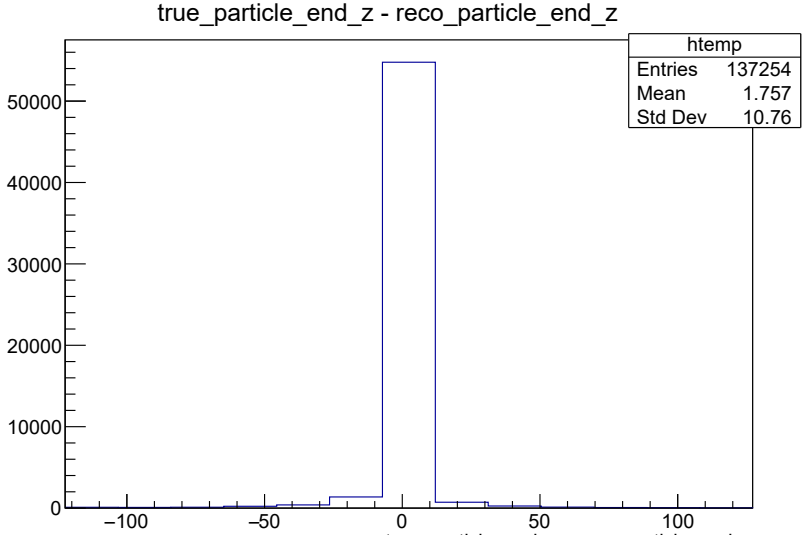 true_particle_end_z - reco_particle_end_z
htemp
Entries 137254
Mean 1.757
Std Dev 10.76
50000
40000
30000
20000
10000
0
−100 −50 0 50 100